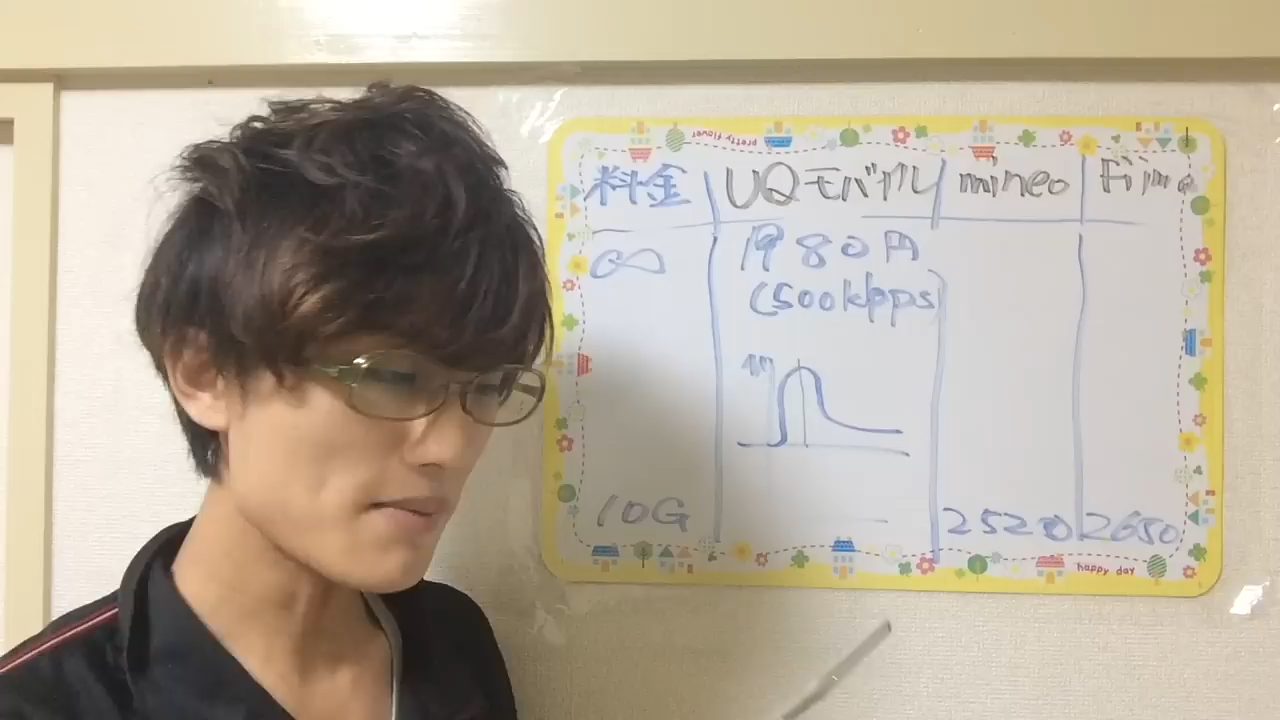 pretty flower
料金 UQモバイル mineo Fiimo
∞ 1980円
(500kbps)
10G 2520 2650
happy day